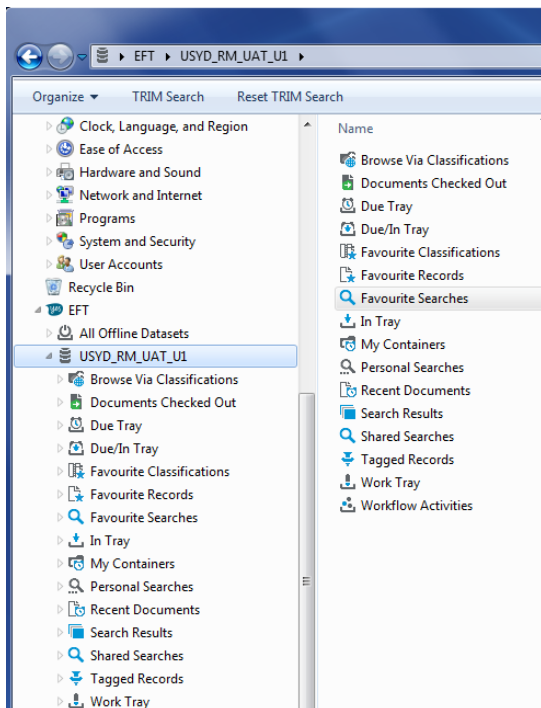 EFT USYD_RM_UAT_U1
Organize TRIM Search Reset TRIM Search
Clock, Language, and Region
Ease of Access
Hardware and Sound
Network and Internet
Programs
System and Security
User Accounts
Recycle Bin
EFT
All Offline Datasets
USYD_RM_UAT_U1
Browse Via Classifications
Documents Checked Out
Due Tray
Due/In Tray
Favourite Classifications
Favourite Records
Favourite Searches
In Tray
My Containers
Personal Searches
Recent Documents
Search Results
Shared Searches
Tagged Records
Work Tray
Name
Browse Via Classifications
Documents Checked Out
Due Tray
Due/In Tray
Favourite Classifications
Favourite Records
Favourite Searches
In Tray
My Containers
Personal Searches
Recent Documents
Search Results
Shared Searches
Tagged Records
Work Tray
Workflow Activities